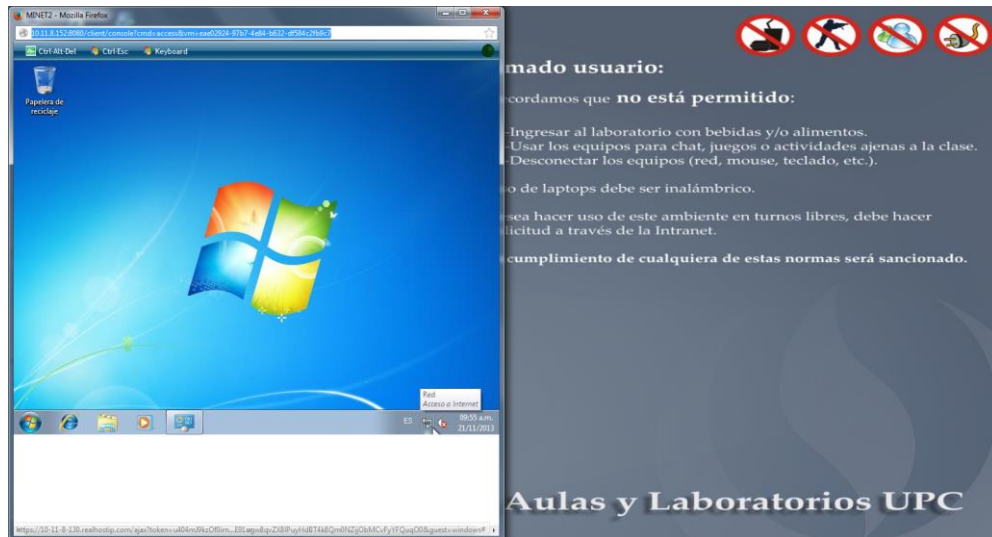 MINET2 - Mozilla Firefox
10.11.8.152:8080/client/console?cmd=access&vm=eae02924-97b7-4e84-b632-df584c2fb9c7
Ctrl-Alt-Del Ctrl-Esc Keyboard
Papelera de
reciclaje
Red
Acceso a Internet
ES
09:55 a.m.
21/11/2013
mado usuario:
cordamos que no está permitido:
-Ingresar al laboratorio con bebidas y/o alimentos.
-Usar los equipos para chat, juegos o actividades ajenas a la clase.
-Desconectar los equipos (red, mouse, teclado, etc.).
o de laptops debe ser inalámbrico.
sea hacer uso de este ambiente en turnos libres, debe hacer
licitud a través de la Intranet.
cumplimiento de cualquiera de estas normas será sancionado.
Aulas y Laboratorios UPC